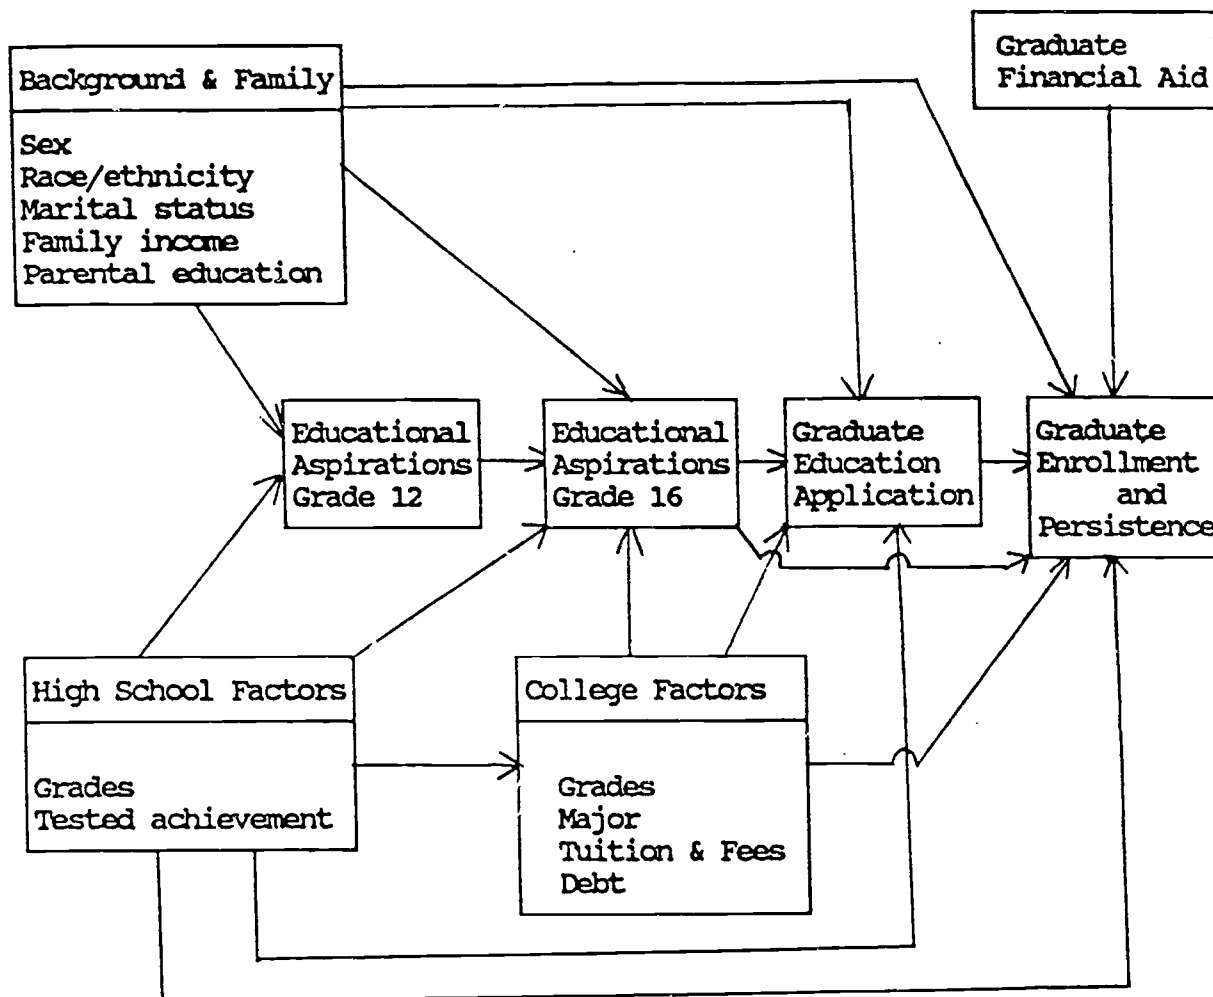 Graduate
Financial Aid
Background & Family
Sex
Race/ethnicity
Marital status
Family income
Parental education
Educational
Aspirations
Grade 12
Educational
Aspirations
Grade 16
Graduate
Education
Application
Graduate
Enrollment
and
Persistence
High School Factors
Grades
Tested achievement
College Factors
Grades
Major
Tuition & Fees
Debt